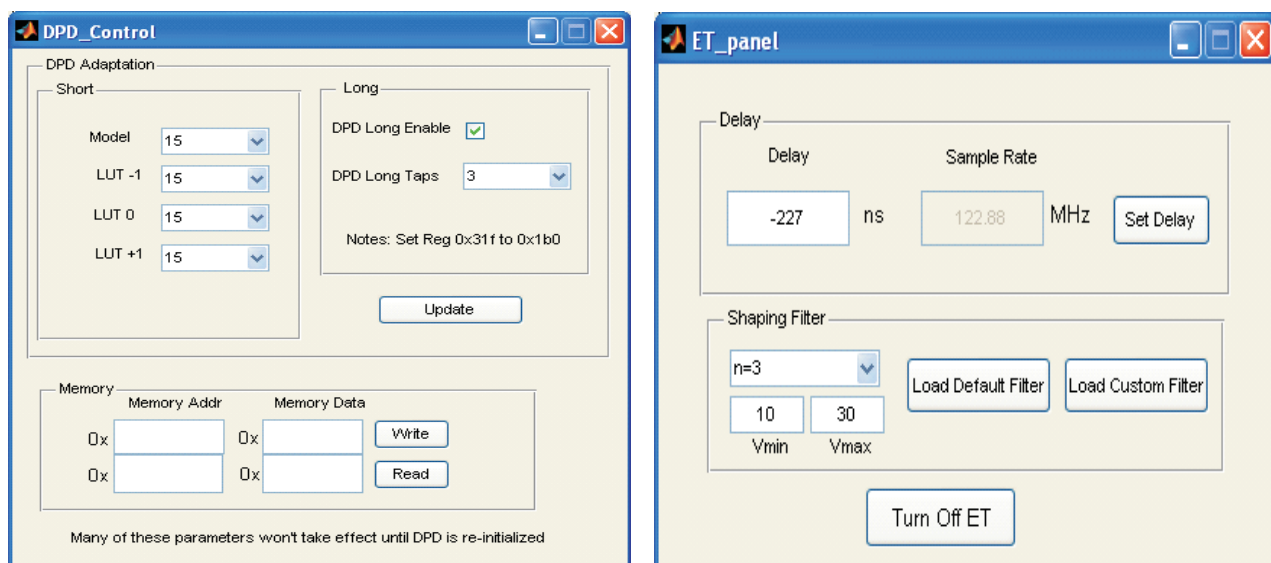 DPD_Control
DPD Adaptation
Short
Model 15
LUT -1 15
LUT 0 15
LUT +1 15
Long
DPD Long Enable
DPD Long Taps 3
Notes: Set Reg 0x31f to 0x1b0
Update
Memory
Memory Addr Memory Data
0x 0x Write
0x 0x Read
Many of these parameters won't take effect until DPD is re-initialized
ET_panel
Delay
Delay Sample Rate
-227 ns 122.88 MHz Set Delay
Shaping Filter
n=3 Load Default Filter Load Custom Filter
10 30
Vmin Vmax
Turn Off ET